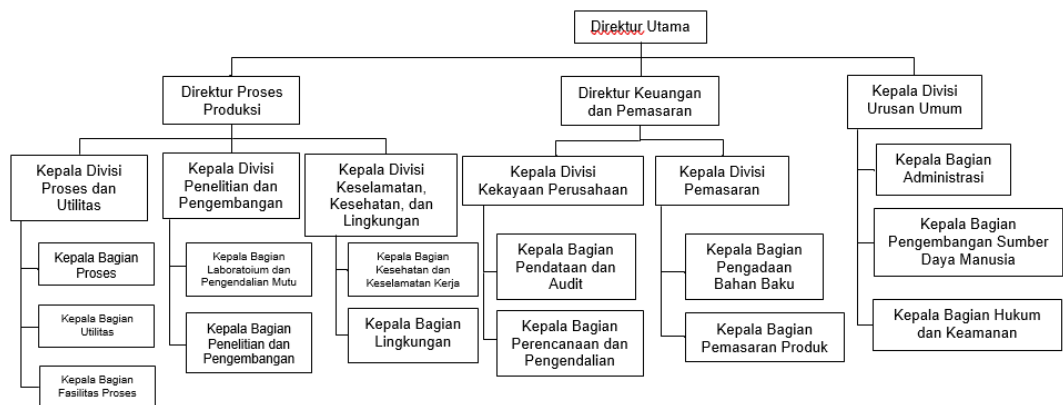 Direktur Utama
Direktur Proses
Produksi
Direktur Keuangan
dan Pemasaran
Kepala Divisi
Urusan Umum
Kepala Divisi
Proses dan
Utilitas
Kepala Divisi
Penelitian dan
Pengembangan
Kepala Divisi
Keselamatan,
Kesehatan, dan
Lingkungan
Kepala Divisi
Kekayaan Perusahaan
Kepala Divisi
Pemasaran
Kepala Bagian
Administrasi
Kepala Bagian
Proses
Kepala Bagian
Laboratoium dan
Pengendalian Mutu
Kepala Bagian
Kesehatan dan
Keselamatan Kerja
Kepala Bagian
Pendataan dan
Audit
Kepala Bagian
Pengadaan
Bahan Baku
Kepala Bagian
Pengembangan Sumber
Daya Manusia
Kepala Bagian
Utilitas
Kepala Bagian
Penelitian dan
Pengembangan
Kepala Bagian
Lingkungan
Kepala Bagian
Perencanaan dan
Pengendalian
Kepala Bagian
Pemasaran Produk
Kepala Bagian Hukum
dan Keamanan
Kepala Bagian
Fasilitas Proses